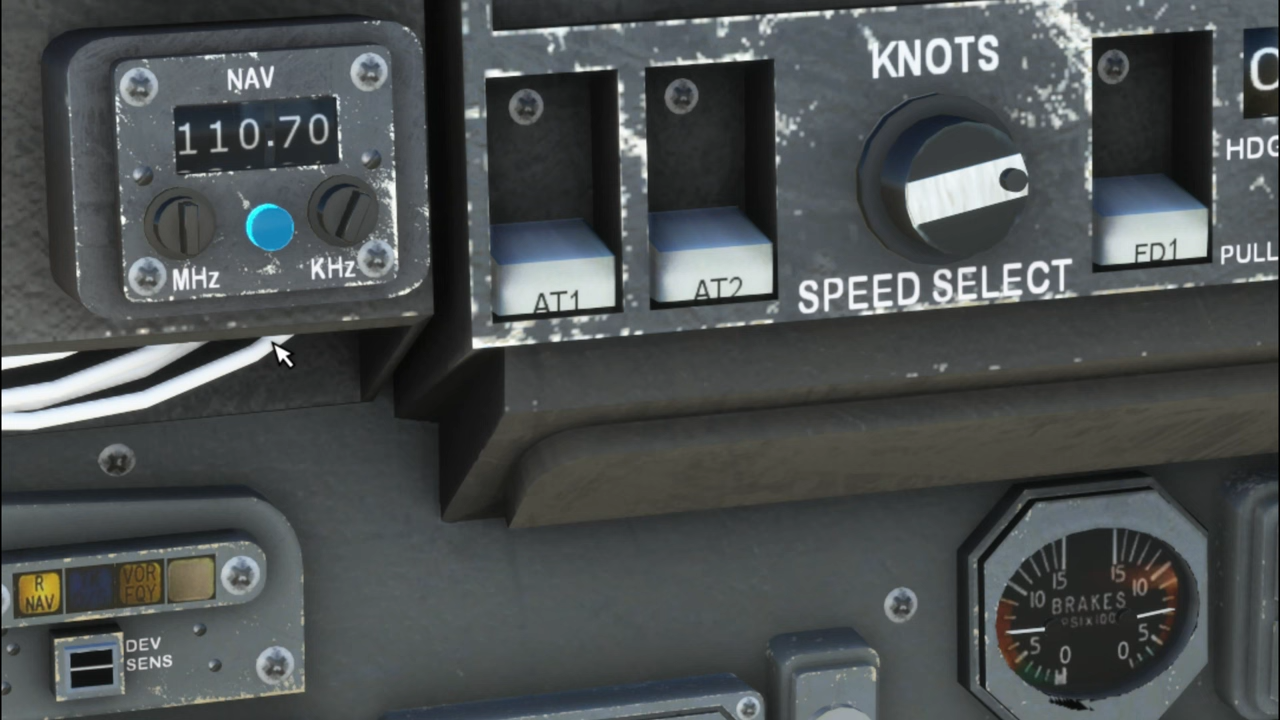 NAV
110.70
MHz
KHz
KNOTS
SPEED SELECT
AT1
AT2
FD1
HDG
PULL
R
NAV
VOR
EQY
DEV
SENS
15 15
10 10
BRAKES
PSIX100
5 5
0 0